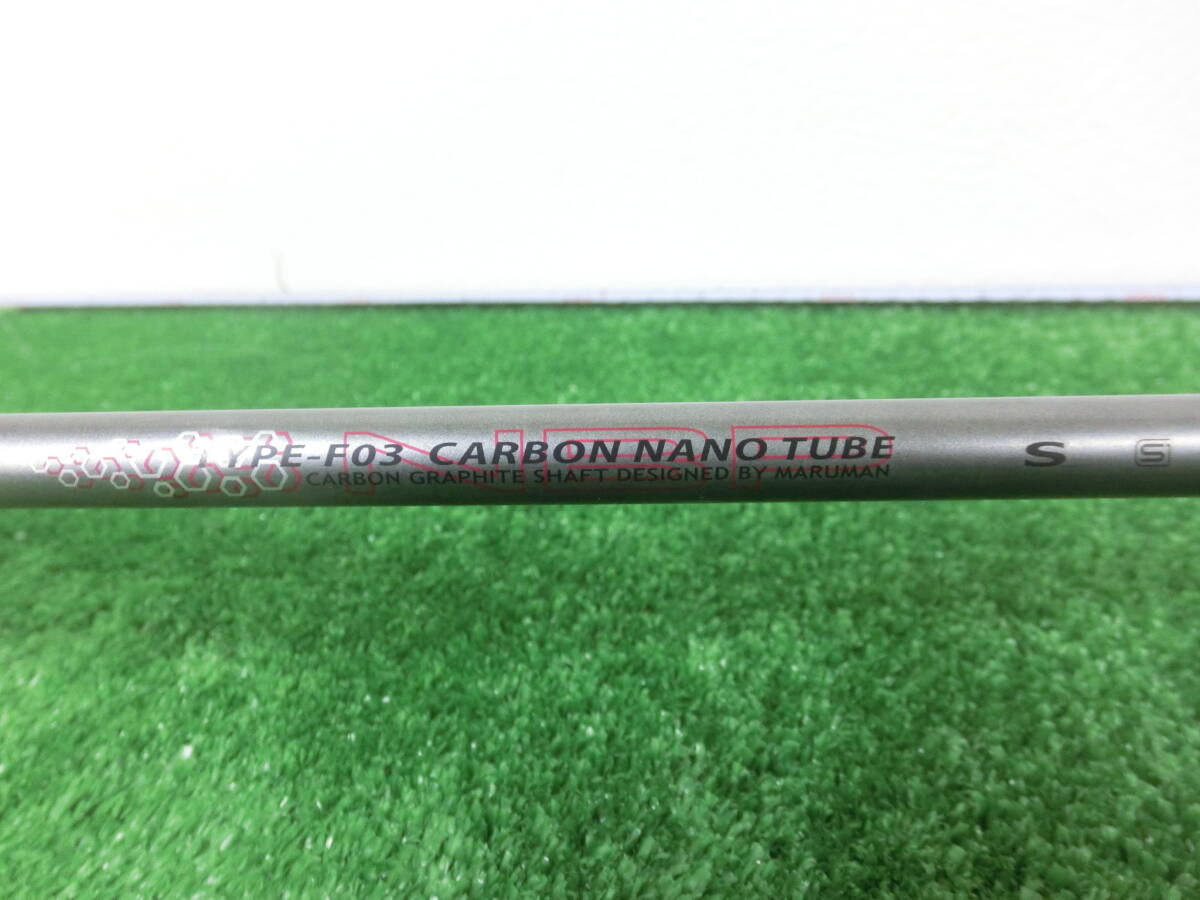 TYPE-F03 CARBON NANO TUBE S S
CARBON GRAPHITE SHAFT DESIGNED BY MARUMAN